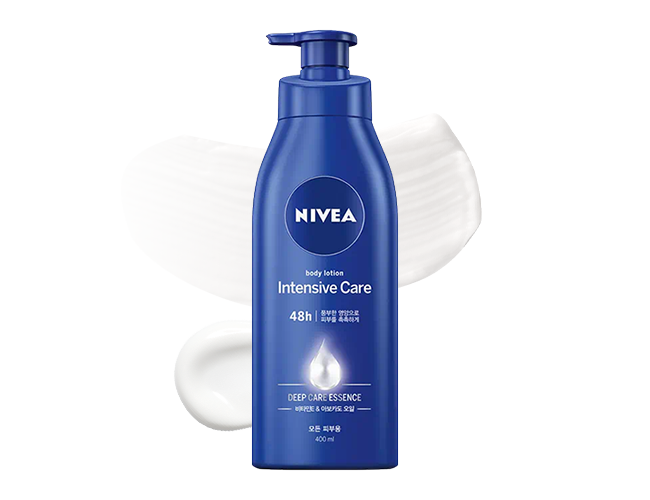 NIVEA
body lotion
Intensive Care
48h
풍부한 영양으로
피부를 촉촉하게
DEEP CARE ESSENCE
비타민E & 아보카도 오일
모든 피부용
400 ml